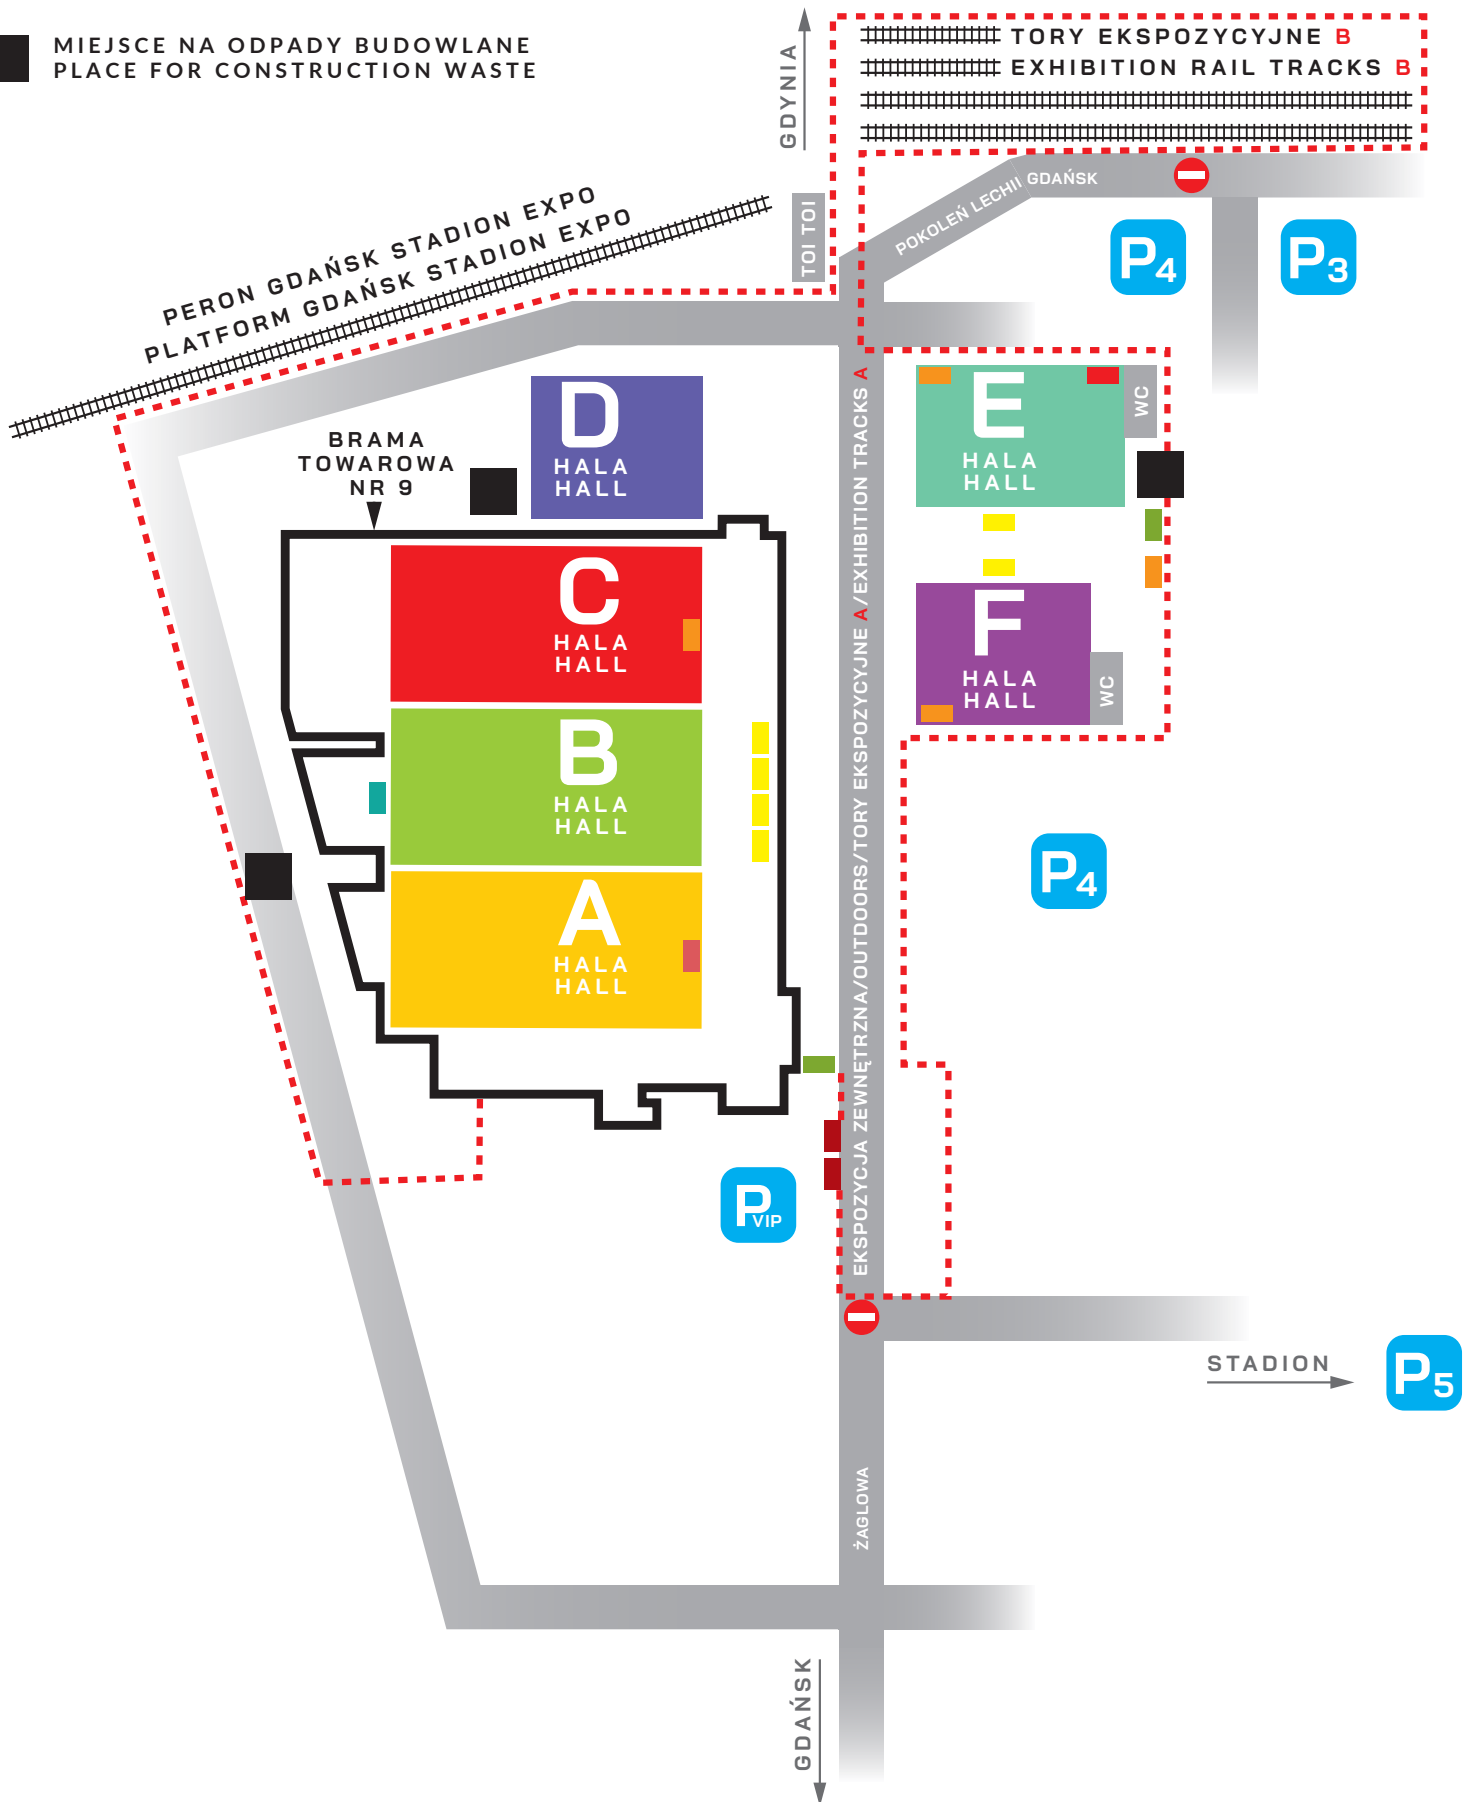 MIEJSCE NA ODPADY BUDOWLANE
PLACE FOR CONSTRUCTION WASTE
GDYNIA
TORY EKSPOZYCYJNE B
EXHIBITION RAIL TRACKS B
PERON GDAŃSK STADION EXPO
PLATFORM GDAŃSK STADION EXPO
TOI TOI
POKOLEŃ LECHII GDAŃSK
P4
P3
D
HALA
HALL
BRAMA
TOWAROWA
NR 9
E
HALA
HALL
WC
C
HALA
HALL
F
HALA
HALL
WC
B
HALA
HALL
A
HALA
HALL
EKSPOZYCJA ZEWNĘTRZNA/OUTDOORS/TORY EKSPOZYCYJNE A/EXHIBITION TRACKS A
P4
P VIP
STADION
P5
ŻAGLOWA
GDAŃSK